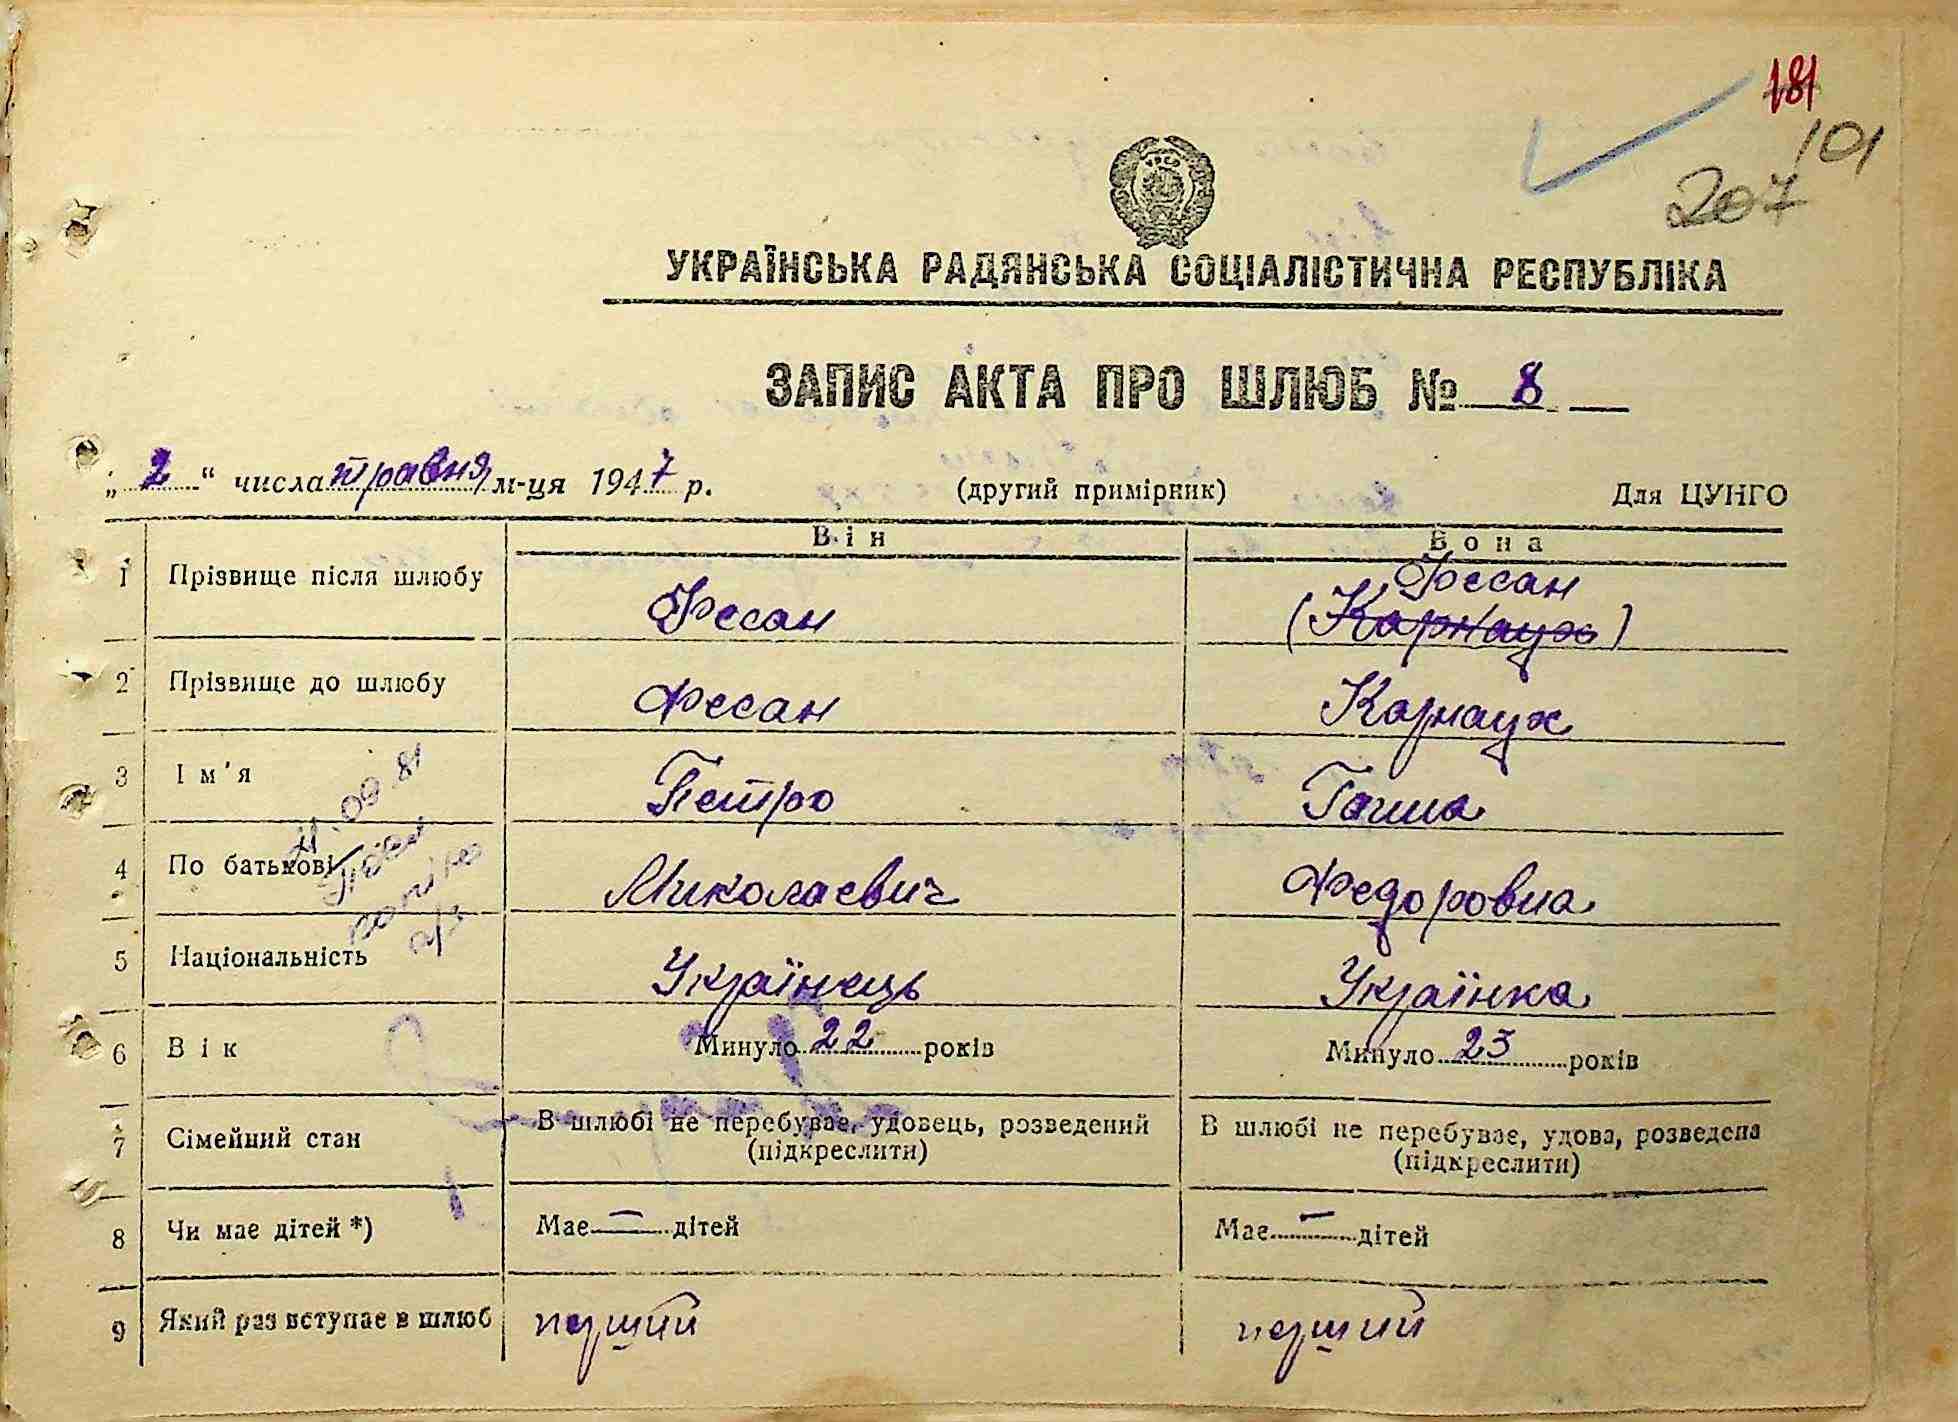 181
101
207
УРСР
УКРАЇНСЬКА РАДЯНСЬКА СОЦІАЛІСТИЧНА РЕСПУБЛІКА
ЗАПИС АКТА ПРО ШЛЮБ № 8
„2“ числа травня м-ця 1947 р. (другий примірник) Для ЦУНГО
Він Вона
1 Прізвище після шлюбу Фесан Фесан
(Карнаух)
2 Прізвище до шлюбу Фесан Карнаух
3 Ім'я Петро Ганна
4 По батькові Миколаєвич Федоровна
5 Національність Українець Українка
6 Вік Минуло 22 років Минуло 23 років
7 Сімейний стан В шлюбі не перебуває, удовець, розведений (підкреслити) В шлюбі не перебуває, удова, розведена (підкреслити)
8 Чи має дітей *) Має — дітей Має — дітей
9 Який раз вступає в шлюб перший перший